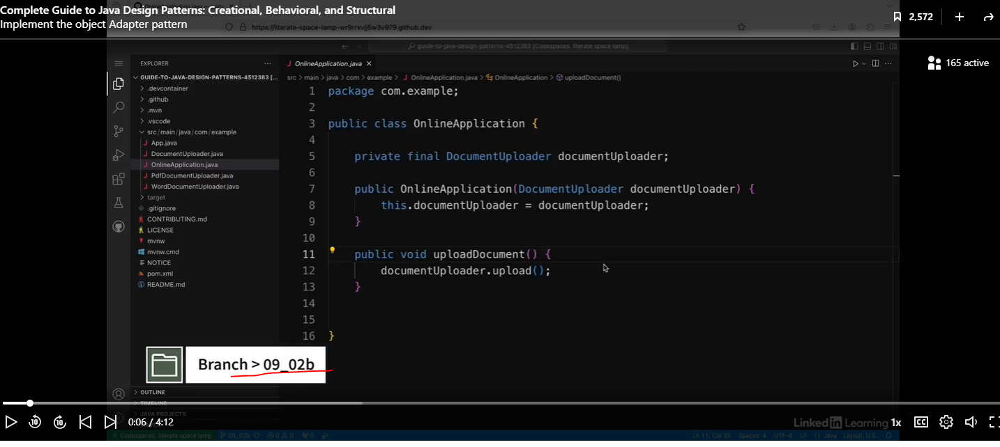 Complete Guide to Java Design Patterns: Creational, Behavioral, and Structural
Implement the object Adapter pattern
2,572
https://literate-space-lamp-wr9rrxvjj5w3v979.github.dev
guide-to-java-design-patterns-4512383 [Codespaces: literate space lamp]
165 active
EXPLORER
GUIDE-TO-JAVA-DESIGN-PATTERNS-4512383 [...
.devcontainer
.github
.mvn
.vscode
src/main/java/com/example
App.java
DocumentUploader.java
OnlineApplication.java
PdfDocumentUploader.java
WordDocumentUploader.java
target
.gitignore
CONTRIBUTING.md
LICENSE
mvnw
mvnw.cmd
NOTICE
pom.xml
README.md
OnlineApplication.java
src > main > java > com > example > OnlineApplication.java > OnlineApplication > uploadDocument()
1 package com.example;
2
3 public class OnlineApplication {
4
5 private final DocumentUploader documentUploader;
6
7 public OnlineApplication(DocumentUploader documentUploader) {
8 this.documentUploader = documentUploader;
9 }
10
11 public void uploadDocument() {
12 documentUploader.upload();
13 }
14
15
16 }
Branch > 09_02b
OUTLINE
TIMELINE
JAVA PROJECTS
10
10
0:06 / 4:12
LinkedIn Learning
1x
CC
Codespaces: literate space lamp
09_02b
0
0
0
Ln 11, Col 35
Spaces: 4
UTF-8
LF
{ } Java
Layout: U.S.